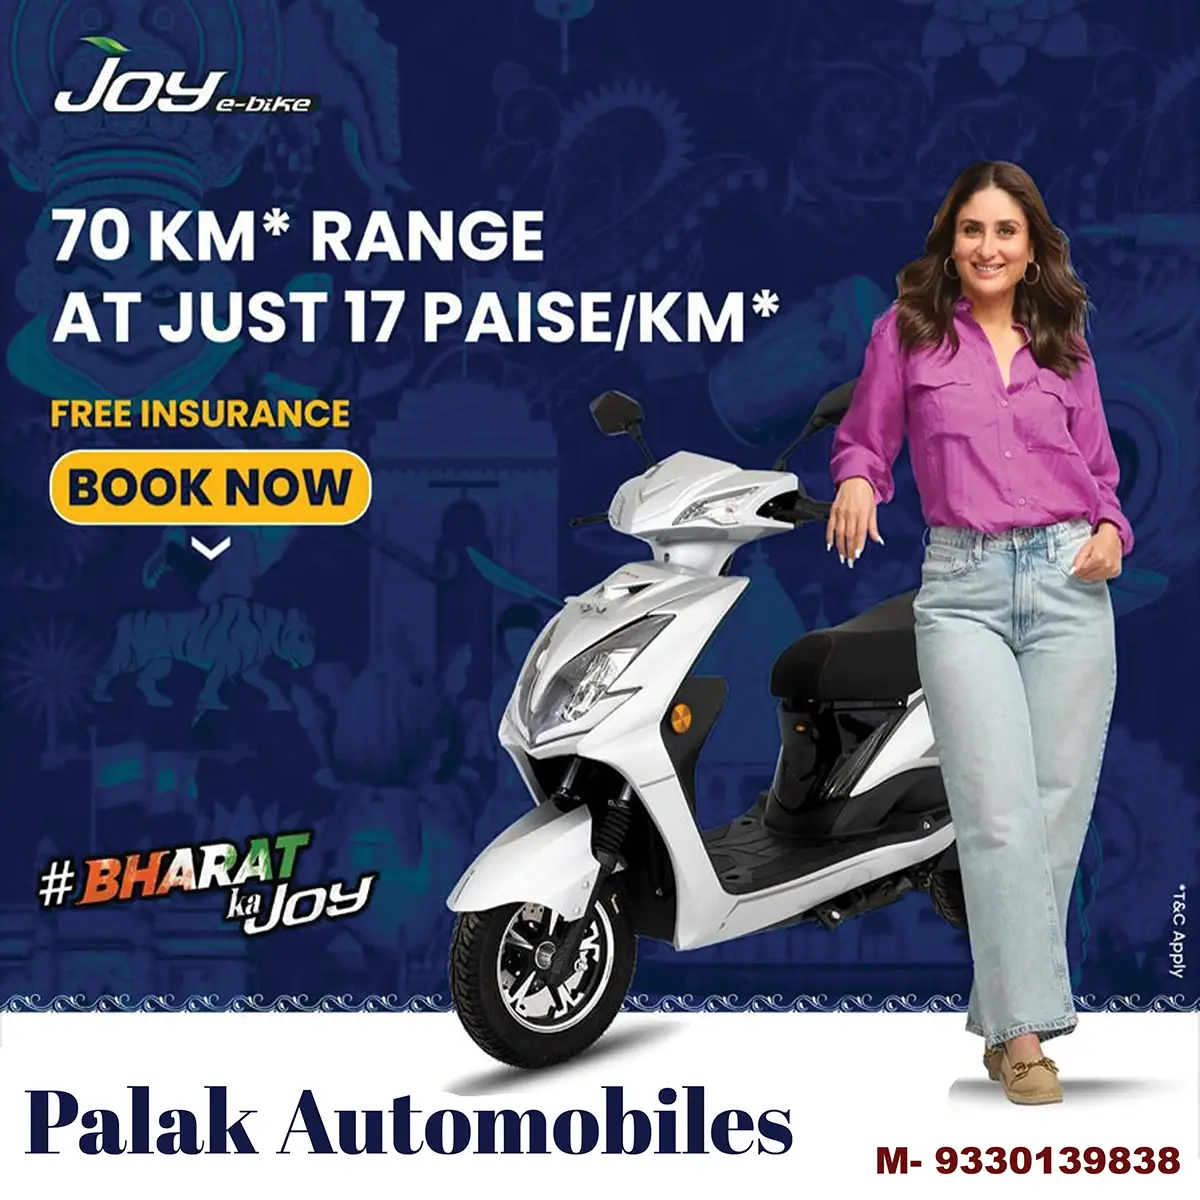 Joy e-bike
70 KM* RANGE
AT JUST 17 PAISE/KM*
FREE INSURANCE
BOOK NOW
#BHARAT
ka Joy
*T&C Apply
Palak Automobiles
M- 9330139838